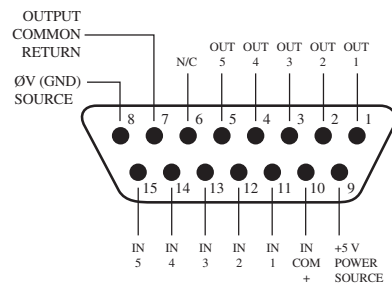 OUTPUT
COMMON
RETURN
ØV (GND)
SOURCE
N/C
OUT
5
OUT
4
OUT
3
OUT
2
OUT
1
8 7 6 5 4 3 2 1
15 14 13 12 11 10 9
IN
5
IN
4
IN
3
IN
2
IN
1
IN
COM
+
+5 V
POWER
SOURCE